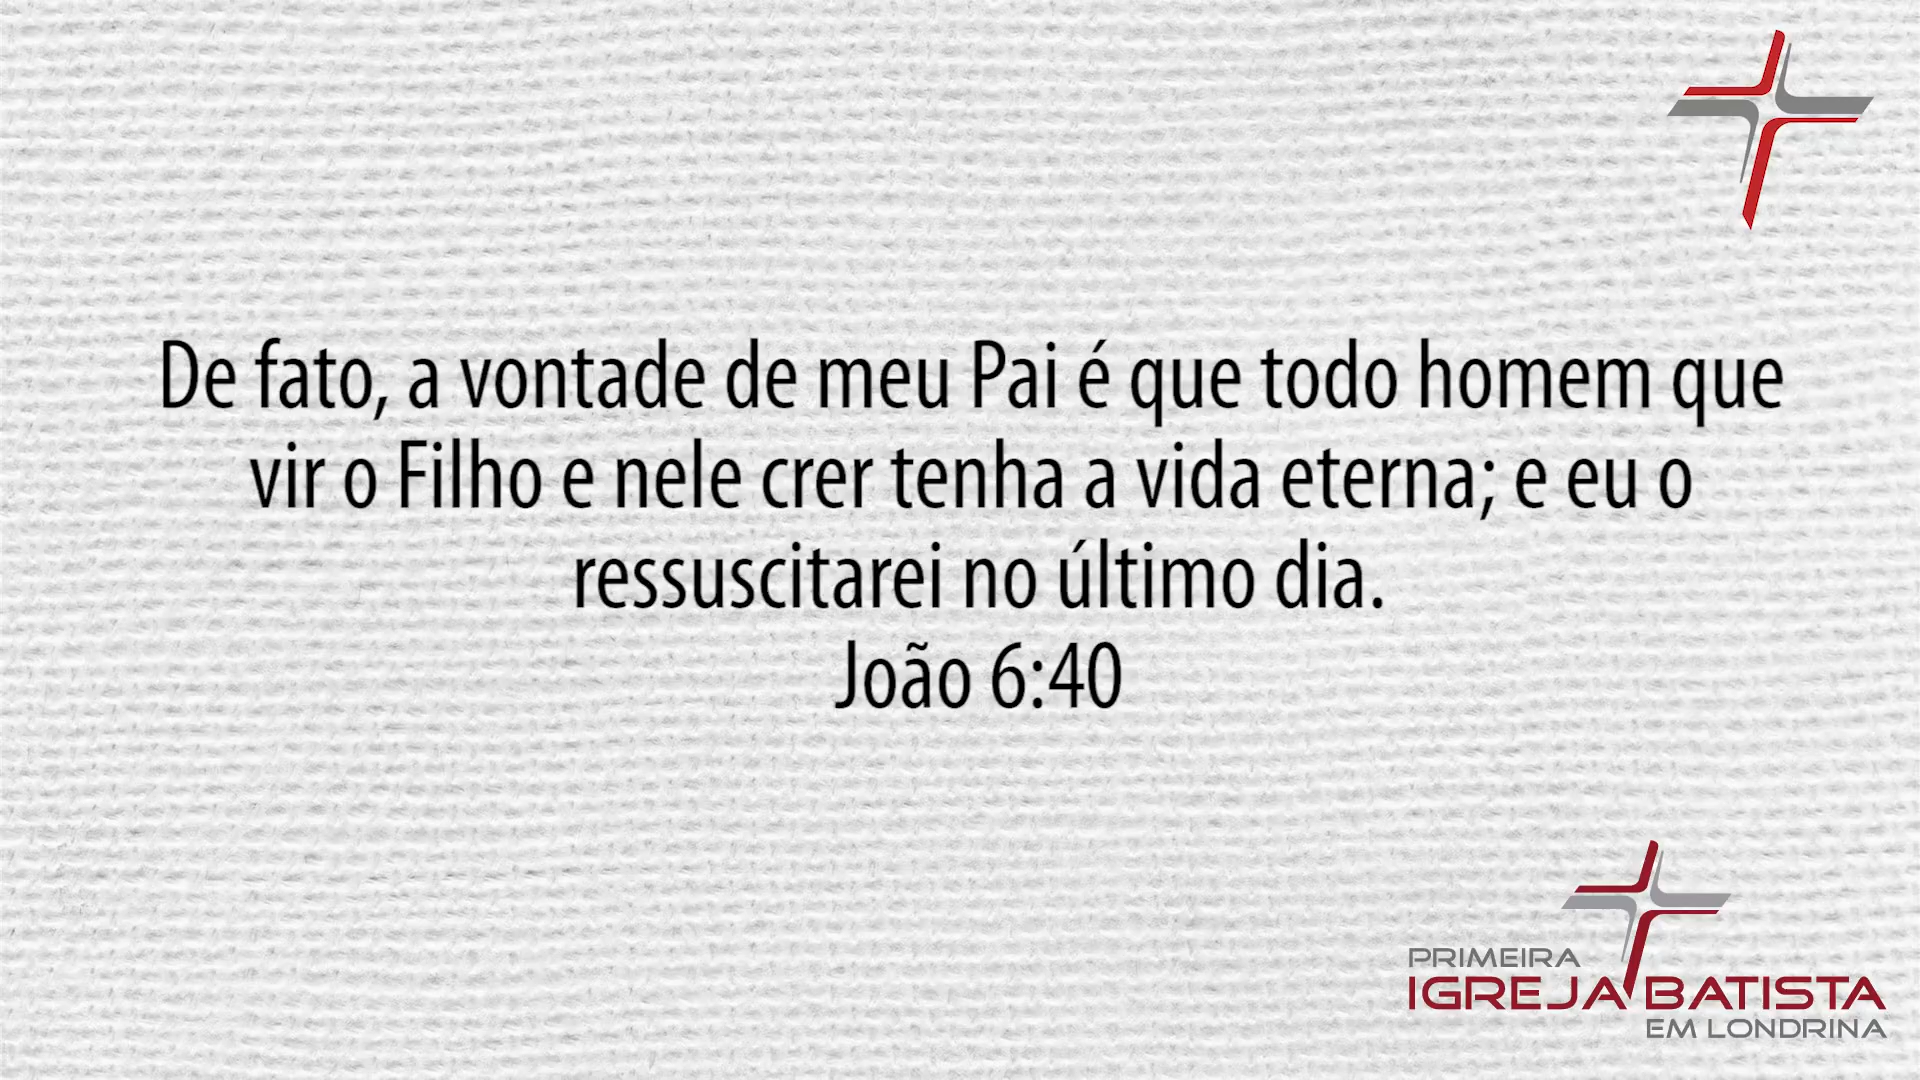 De fato, a vontade de meu Pai é que todo homem que
vir o Filho e nele crer tenha a vida eterna; e eu o
ressuscitarei no último dia.
João 6:40
PRIMEIRA
IGREJA BATISTA
EM LONDRINA